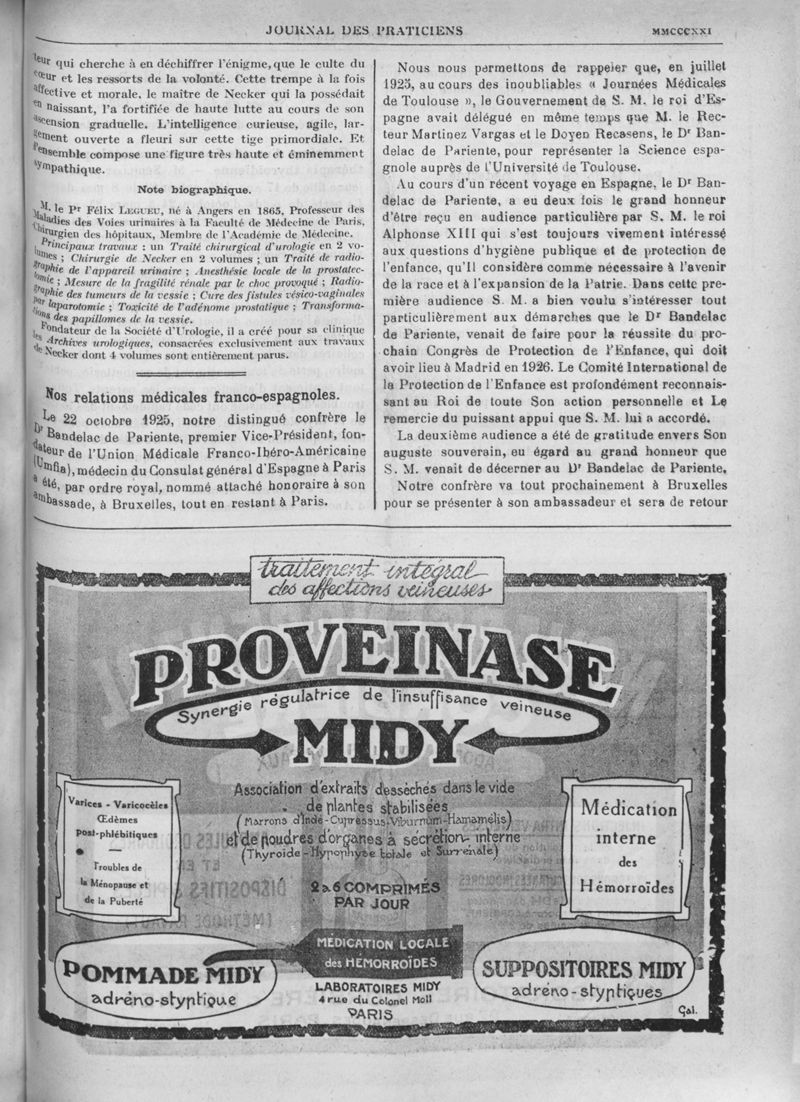 JOURNAL DES PRATICIENS
MMCCCXXI
leur qui cherche à en déchiffrer l'énigme, que le culte du
cœur et les ressorts de la volonté. Cette trempe à la fois
affective et morale, le maître de Necker qui la possédait
en naissant, l'a fortifiée de haute lutte au cours de son
ascension graduelle. L'intelligence curieuse, agile, lar-
gement ouverte a fleuri sur cette tige primordiale. Et
l'ensemble compose une figure très haute et éminemment
sympathique.
Note biographique.
M. le Pr Félix LEGUEU, né à Angers en 1865, Professeur des
Maladies des Voies urinaires à la Faculté de Médecine de Paris,
Chirurgien des hôpitaux, Membre de l'Académie de Médecine.
Principaux travaux : un Traité chirurgical d'urologie en 2 vo-
lumes ; Chirurgie de Necker en 2 volumes ; un Traité de radio-
graphie de l'appareil urinaire ; Anesthésie locale de la prostatec-
tomie ; Mesure de la fragilité rénale par le choc provoqué ; Radio-
graphie des tumeurs de la vessie ; Cure des fistules vésico-vaginales
par laparotomie ; Toxicité de l'adénome prostatique ; Transforma-
tions des papillomes de la vessie.
Fondateur de la Société d'Urologie, il a créé pour sa clinique
les Archives urologiques, consacrées exclusivement aux travaux
de Necker dont 4 volumes sont entièrement parus.
Nos relations médicales franco-espagnoles.
Le 22 octobre 1925, notre distingué confrère le
Dr Bandelac de Pariente, premier Vice-Président, fon-
dateur de l'Union Médicale Franco-Ibéro-Américaine
(Umfia), médecin du Consulat général d'Espagne à Paris
a été, par ordre royal, nommé attaché honoraire à son
ambassade, à Bruxelles, tout en restant à Paris.
Nous nous permettons de rappeler que, en juillet
1925, au cours des inoubliables « Journées Médicales
de Toulouse », le Gouvernement de S. M. le roi d'Es-
pagne avait délégué en même temps que M. le Rec-
teur Martinez Vargas et le Doyen Recasens, le Dr Ban-
delac de Pariente, pour représenter la Science espa-
gnole auprès de l'Université de Toulouse.
Au cours d'un récent voyage en Espagne, le Dr Ban-
delac de Pariente, a eu deux fois le grand honneur
d'être reçu en audience particulière par S. M. le roi
Alphonse XIII qui s'est toujours vivement intéressé
aux questions d'hygiène publique et de protection de
l'enfance, qu'Il considère comme nécessaire à l'avenir
de la race et à l'expansion de la Patrie. Dans cette pre-
mière audience S. M. a bien voulu s'intéresser tout
particulièrement aux démarches que le Dr Bandelac
de Pariente, venait de faire pour la réussite du pro-
chain Congrès de Protection de l'Enfance, qui doit
avoir lieu à Madrid en 1926. Le Comité International de
la Protection de l'Enfance est profondément reconnais-
sant au Roi de toute Son action personnelle et Le
remercie du puissant appui que S. M. lui a accordé.
La deuxième audience a été de gratitude envers Son
auguste souverain, eu égard au grand honneur que
S. M. venait de décerner au Dr Bandelac de Pariente.
Notre confrère va tout prochainement à Bruxelles
pour se présenter à son ambassadeur et sera de retour
traitement intégral
des affections veineuses
PROVEINASE
Synergie régulatrice de l'insuffisance veineuse
MIDY
Varices - Varicocèles
Œdèmes
post-phlébitiques
Troubles de
la Ménopause et
de la Puberté
Association d'extraits desséchés dans le vide
de plantes stabilisées
(Marrons d'Inde-Cupressus-Viburnum-Hamamelis)
et de poudres d'organes à sécrétion interne
(Thyroïde-Hypophyse totale et Surrénale)
2 à 6 COMPRIMÉS
PAR JOUR
Médication
interne
des
Hémorroïdes
MÉDICATION LOCALE
des HÉMORROÏDES
POMMADE MIDY
adréno-styptique
SUPPOSITOIRES MIDY
adréno-styptiques
LABORATOIRES MIDY
4 rue du Colonel Moll
PARIS
Gal.